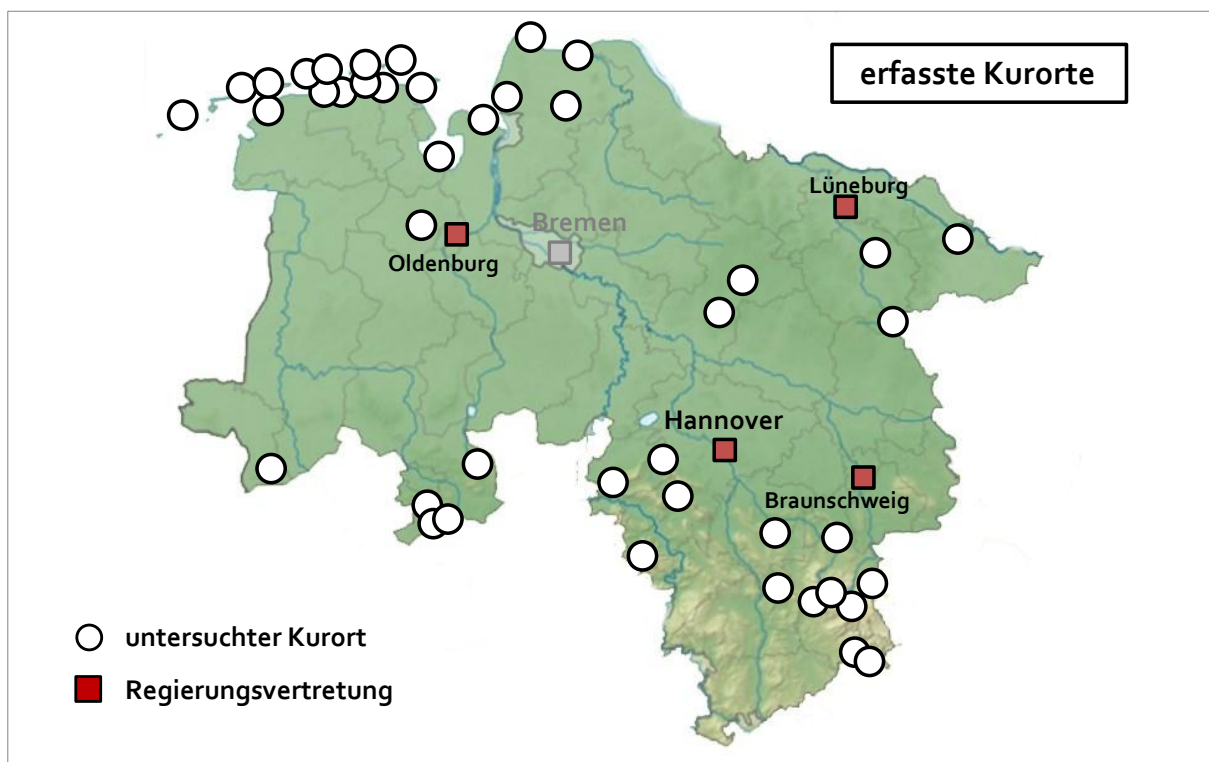 erfasste Kurorte
Lüneburg
Bremen
Oldenburg
Hannover
Braunschweig
untersuchter Kurort
Regierungsvertretung